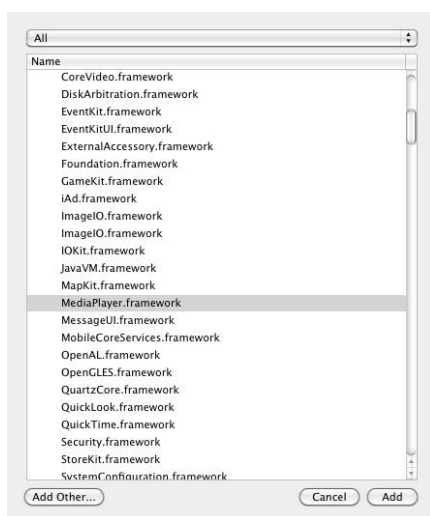 All
Name
CoreVideo.framework
DiskArbitration.framework
EventKit.framework
EventKitUI.framework
ExternalAccessory.framework
Foundation.framework
GameKit.framework
iAd.framework
ImageIO.framework
ImageIO.framework
IOKit.framework
JavaVM.framework
MapKit.framework
MediaPlayer.framework
MessageUI.framework
MobileCoreServices.framework
OpenAL.framework
OpenGLES.framework
QuartzCore.framework
QuickLook.framework
QuickTime.framework
Security.framework
StoreKit.framework
SystemConfiguration.framework
Add Other... Cancel Add